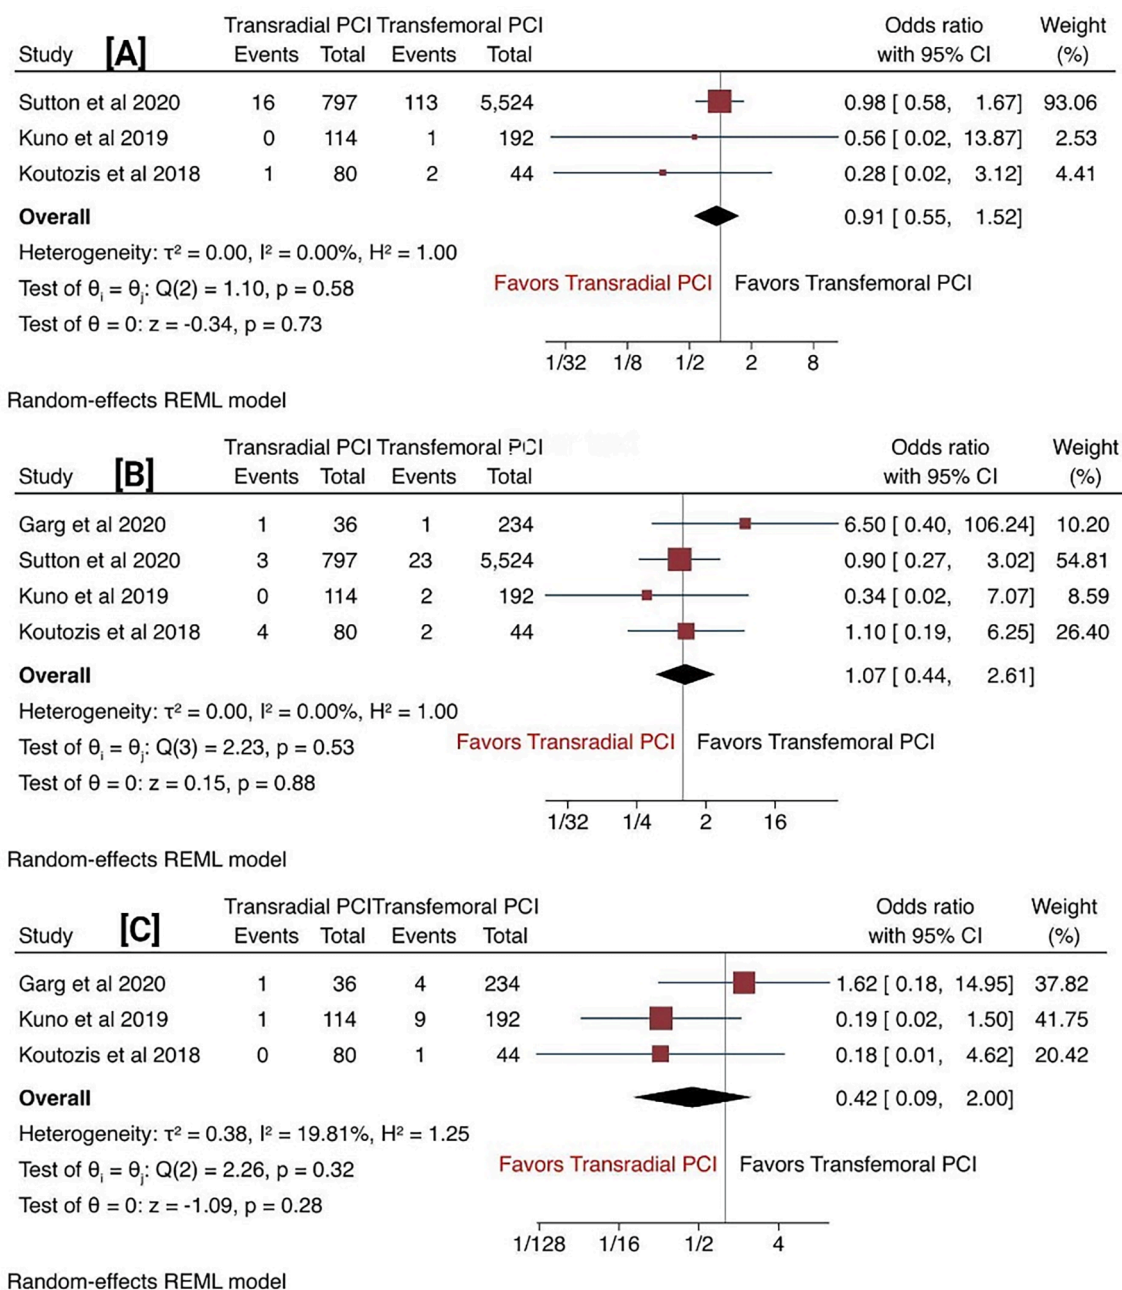 Transradial PCI Transfemoral PCI Odds ratio Weight
Study [A] Events Total Events Total with 95% CI (%)
Sutton et al 2020 16 797 113 5,524 0.98 [ 0.58, 1.67] 93.06
Kuno et al 2019 0 114 1 192 0.56 [ 0.02, 13.87] 2.53
Koutozis et al 2018 1 80 2 44 0.28 [ 0.02, 3.12] 4.41
Overall 0.91 [ 0.55, 1.52]
Heterogeneity: τ² = 0.00, I² = 0.00%, H² = 1.00
Favors Transradial PCI Favors Transfemoral PCI
Test of θᵢ = θⱼ: Q(2) = 1.10, p = 0.58
Test of θ = 0: z = -0.34, p = 0.73
1/32 1/8 1/2 2 8
Random-effects REML model
Transradial PCI Transfemoral PCI Odds ratio Weight
Study [B] Events Total Events Total with 95% CI (%)
Garg et al 2020 1 36 1 234 6.50 [ 0.40, 106.24] 10.20
Sutton et al 2020 3 797 23 5,524 0.90 [ 0.27, 3.02] 54.81
Kuno et al 2019 0 114 2 192 0.34 [ 0.02, 7.07] 8.59
Koutozis et al 2018 4 80 2 44 1.10 [ 0.19, 6.25] 26.40
Overall 1.07 [ 0.44, 2.61]
Heterogeneity: τ² = 0.00, I² = 0.00%, H² = 1.00
Test of θᵢ = θⱼ: Q(3) = 2.23, p = 0.53 Favors Transradial PCI Favors Transfemoral PCI
Test of θ = 0: z = 0.15, p = 0.88
1/32 1/4 2 16
Random-effects REML model
Transradial PCITransfemoral PCI Odds ratio Weight
Study [C] Events Total Events Total with 95% CI (%)
Garg et al 2020 1 36 4 234 1.62 [ 0.18, 14.95] 37.82
Kuno et al 2019 1 114 9 192 0.19 [ 0.02, 1.50] 41.75
Koutozis et al 2018 0 80 1 44 0.18 [ 0.01, 4.62] 20.42
Overall 0.42 [ 0.09, 2.00]
Heterogeneity: τ² = 0.38, I² = 19.81%, H² = 1.25
Test of θᵢ = θⱼ: Q(2) = 2.26, p = 0.32 Favors Transradial PCI Favors Transfemoral PCI
Test of θ = 0: z = -1.09, p = 0.28
1/128 1/16 1/2 4
Random-effects REML model